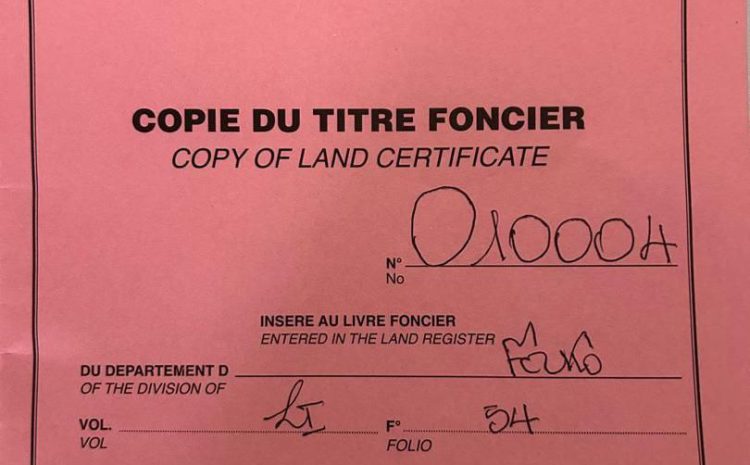 COPIE DU TITRE FONCIER
COPY OF LAND CERTIFICATE
N° 010004
No
INSERE AU LIVRE FONCIER
ENTERED IN THE LAND REGISTER
DU DEPARTEMENT D
OF THE DIVISION OF
VOL. LI F° 54
VOL FOLIO